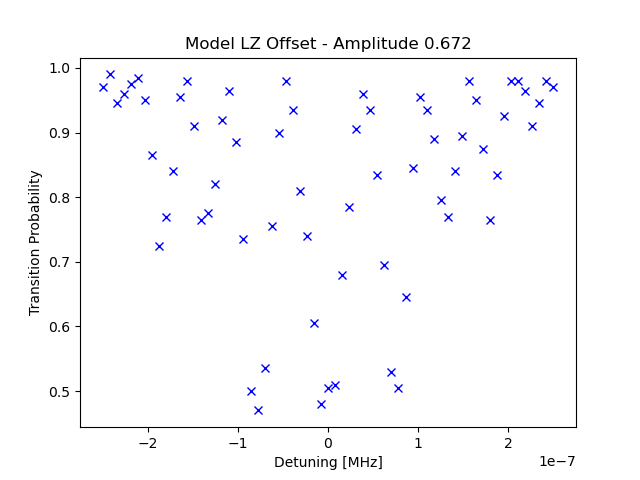 Model LZ Offset - Amplitude 0.672
1.0
0.9
0.8
0.7
0.6
0.5
Transition Probability
−2
−1
0
1
2
1e−7
Detuning [MHz]